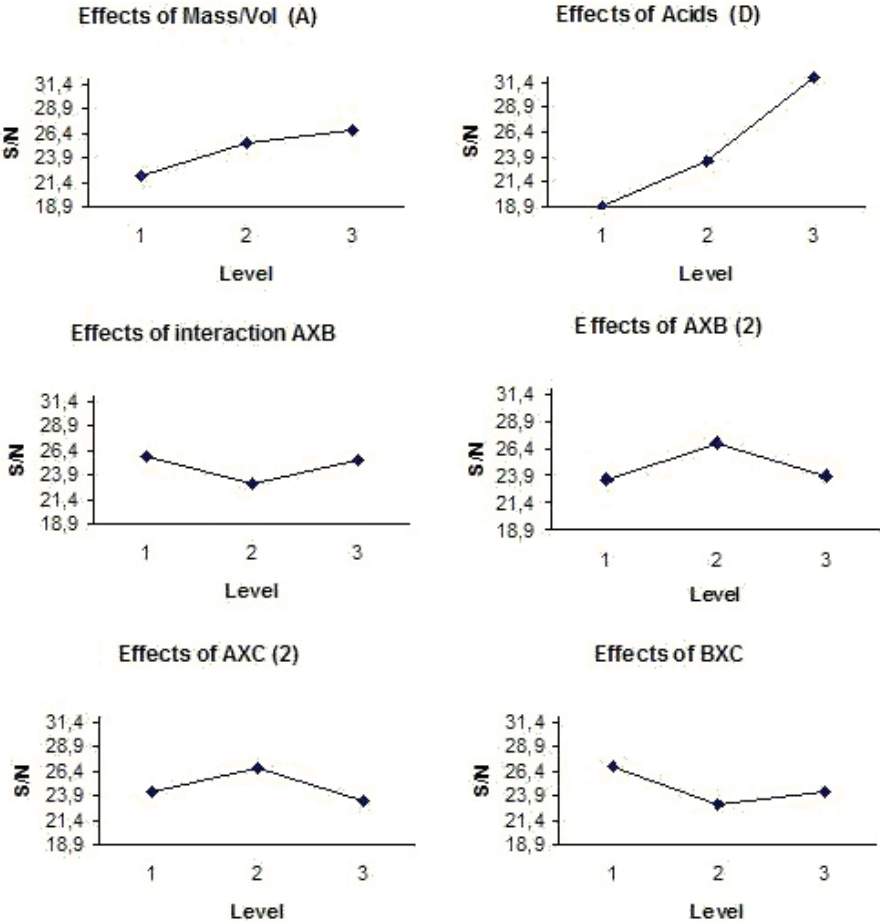 Effects of Mass/Vol (A)
S/N
31,4
28,9
26,4
23,9
21,4
18,9
1 2 3
Level
Effects of Acids (D)
S/N
31,4
28,9
26,4
23,9
21,4
18,9
1 2 3
Level
Effects of interaction AXB
S/N
31,4
28,9
26,4
23,9
21,4
18,9
1 2 3
Level
Effects of AXB (2)
S/N
31,4
28,9
26,4
23,9
21,4
18,9
1 2 3
Level
Effects of AXC (2)
S/N
31,4
28,9
26,4
23,9
21,4
18,9
1 2 3
Level
Effects of BXC
S/N
31,4
28,9
26,4
23,9
21,4
18,9
1 2 3
Level